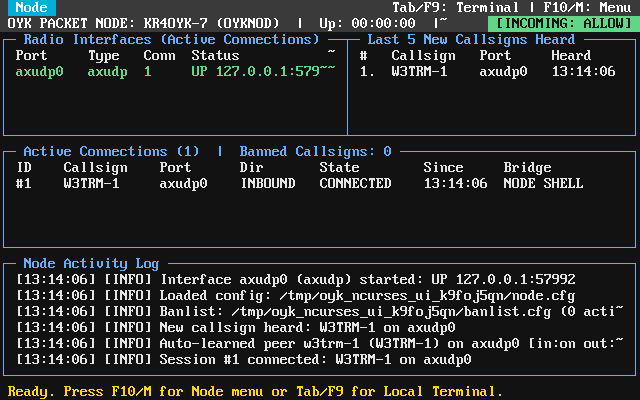 Node Tab/F9: Terminal | F10/M: Menu
OYK PACKET NODE: KR4OYK-7 (OYKNOD) | Up: 00:00:00 |~ [INCOMING: ALLOW]
Radio Interfaces (Active Connections)
Port Type Conn Status ~
axudp0 axudp 1 UP 127.0.0.1:579~~
Last 5 New Callsigns Heard
# Callsign Port Heard
1. W3TRM-1 axudp0 13:14:06
Active Connections (1) | Banned Callsigns: 0
ID Callsign Port Dir State Since Bridge
#1 W3TRM-1 axudp0 INBOUND CONNECTED 13:14:06 NODE SHELL
Node Activity Log
[13:14:06] [INFO] Interface axudp0 (axudp) started: UP 127.0.0.1:57992
[13:14:06] [INFO] Loaded config: /tmp/oyk_ncurses_ui_k9foj5qn/node.cfg
[13:14:06] [INFO] Banlist: /tmp/oyk_ncurses_ui_k9foj5qn/banlist.cfg (0 acti~
[13:14:06] [INFO] New callsign heard: W3TRM-1 on axudp0
[13:14:06] [INFO] Auto-learned peer w3trm-1 (W3TRM-1) on axudp0 [in:on out:~
[13:14:06] [INFO] Session #1 connected: W3TRM-1 on axudp0
Ready. Press F10/M for Node menu or Tab/F9 for Local Terminal.